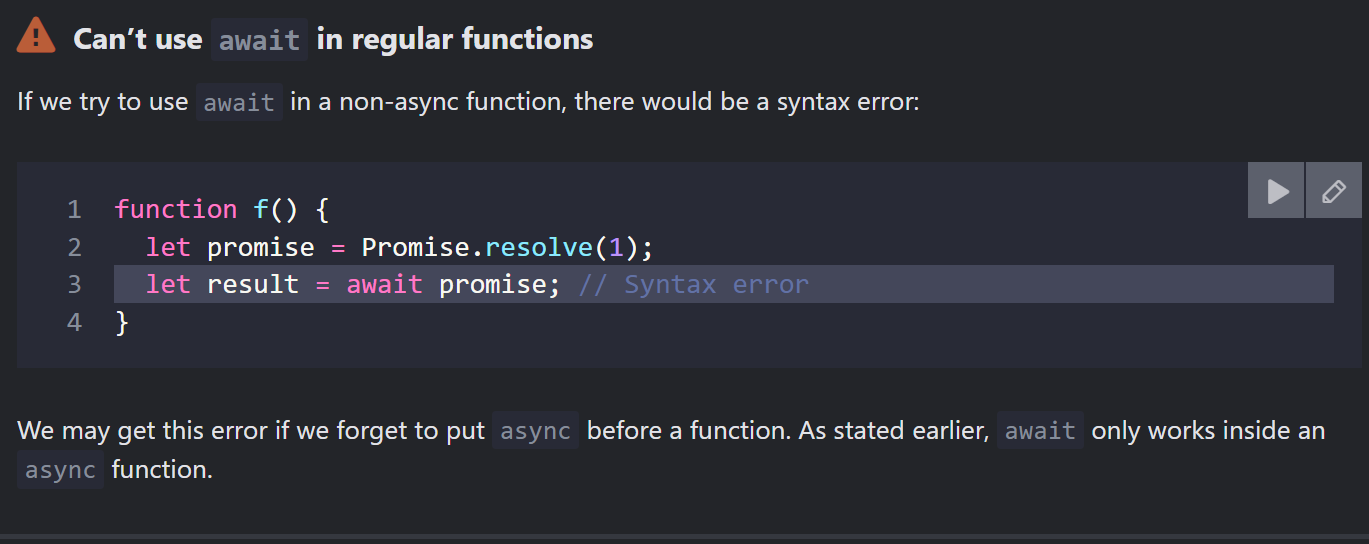 Can’t use await in regular functions
If we try to use await in a non-async function, there would be a syntax error:
1 function f() {
2   let promise = Promise.resolve(1);
3   let result = await promise; // Syntax error
4 }
We may get this error if we forget to put async before a function. As stated earlier, await only works inside an
async function.